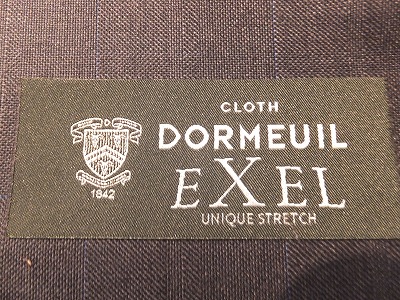 CLOTH
DORMEUIL
EXEL
UNIQUE STRETCH
1842